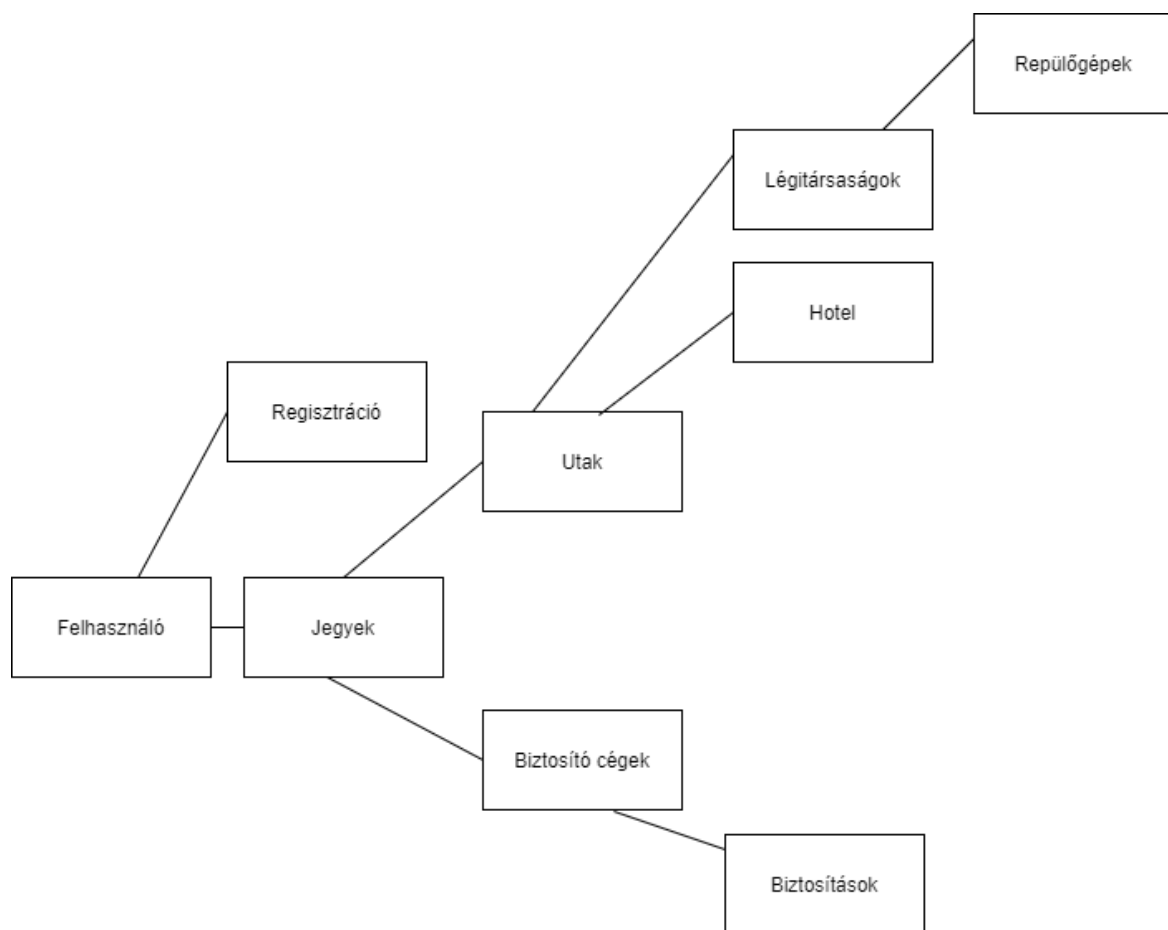 Repülőgépek
Légitársaságok
Hotel
Regisztráció
Utak
Felhasználó
Jegyek
Biztosító cégek
Biztosítások